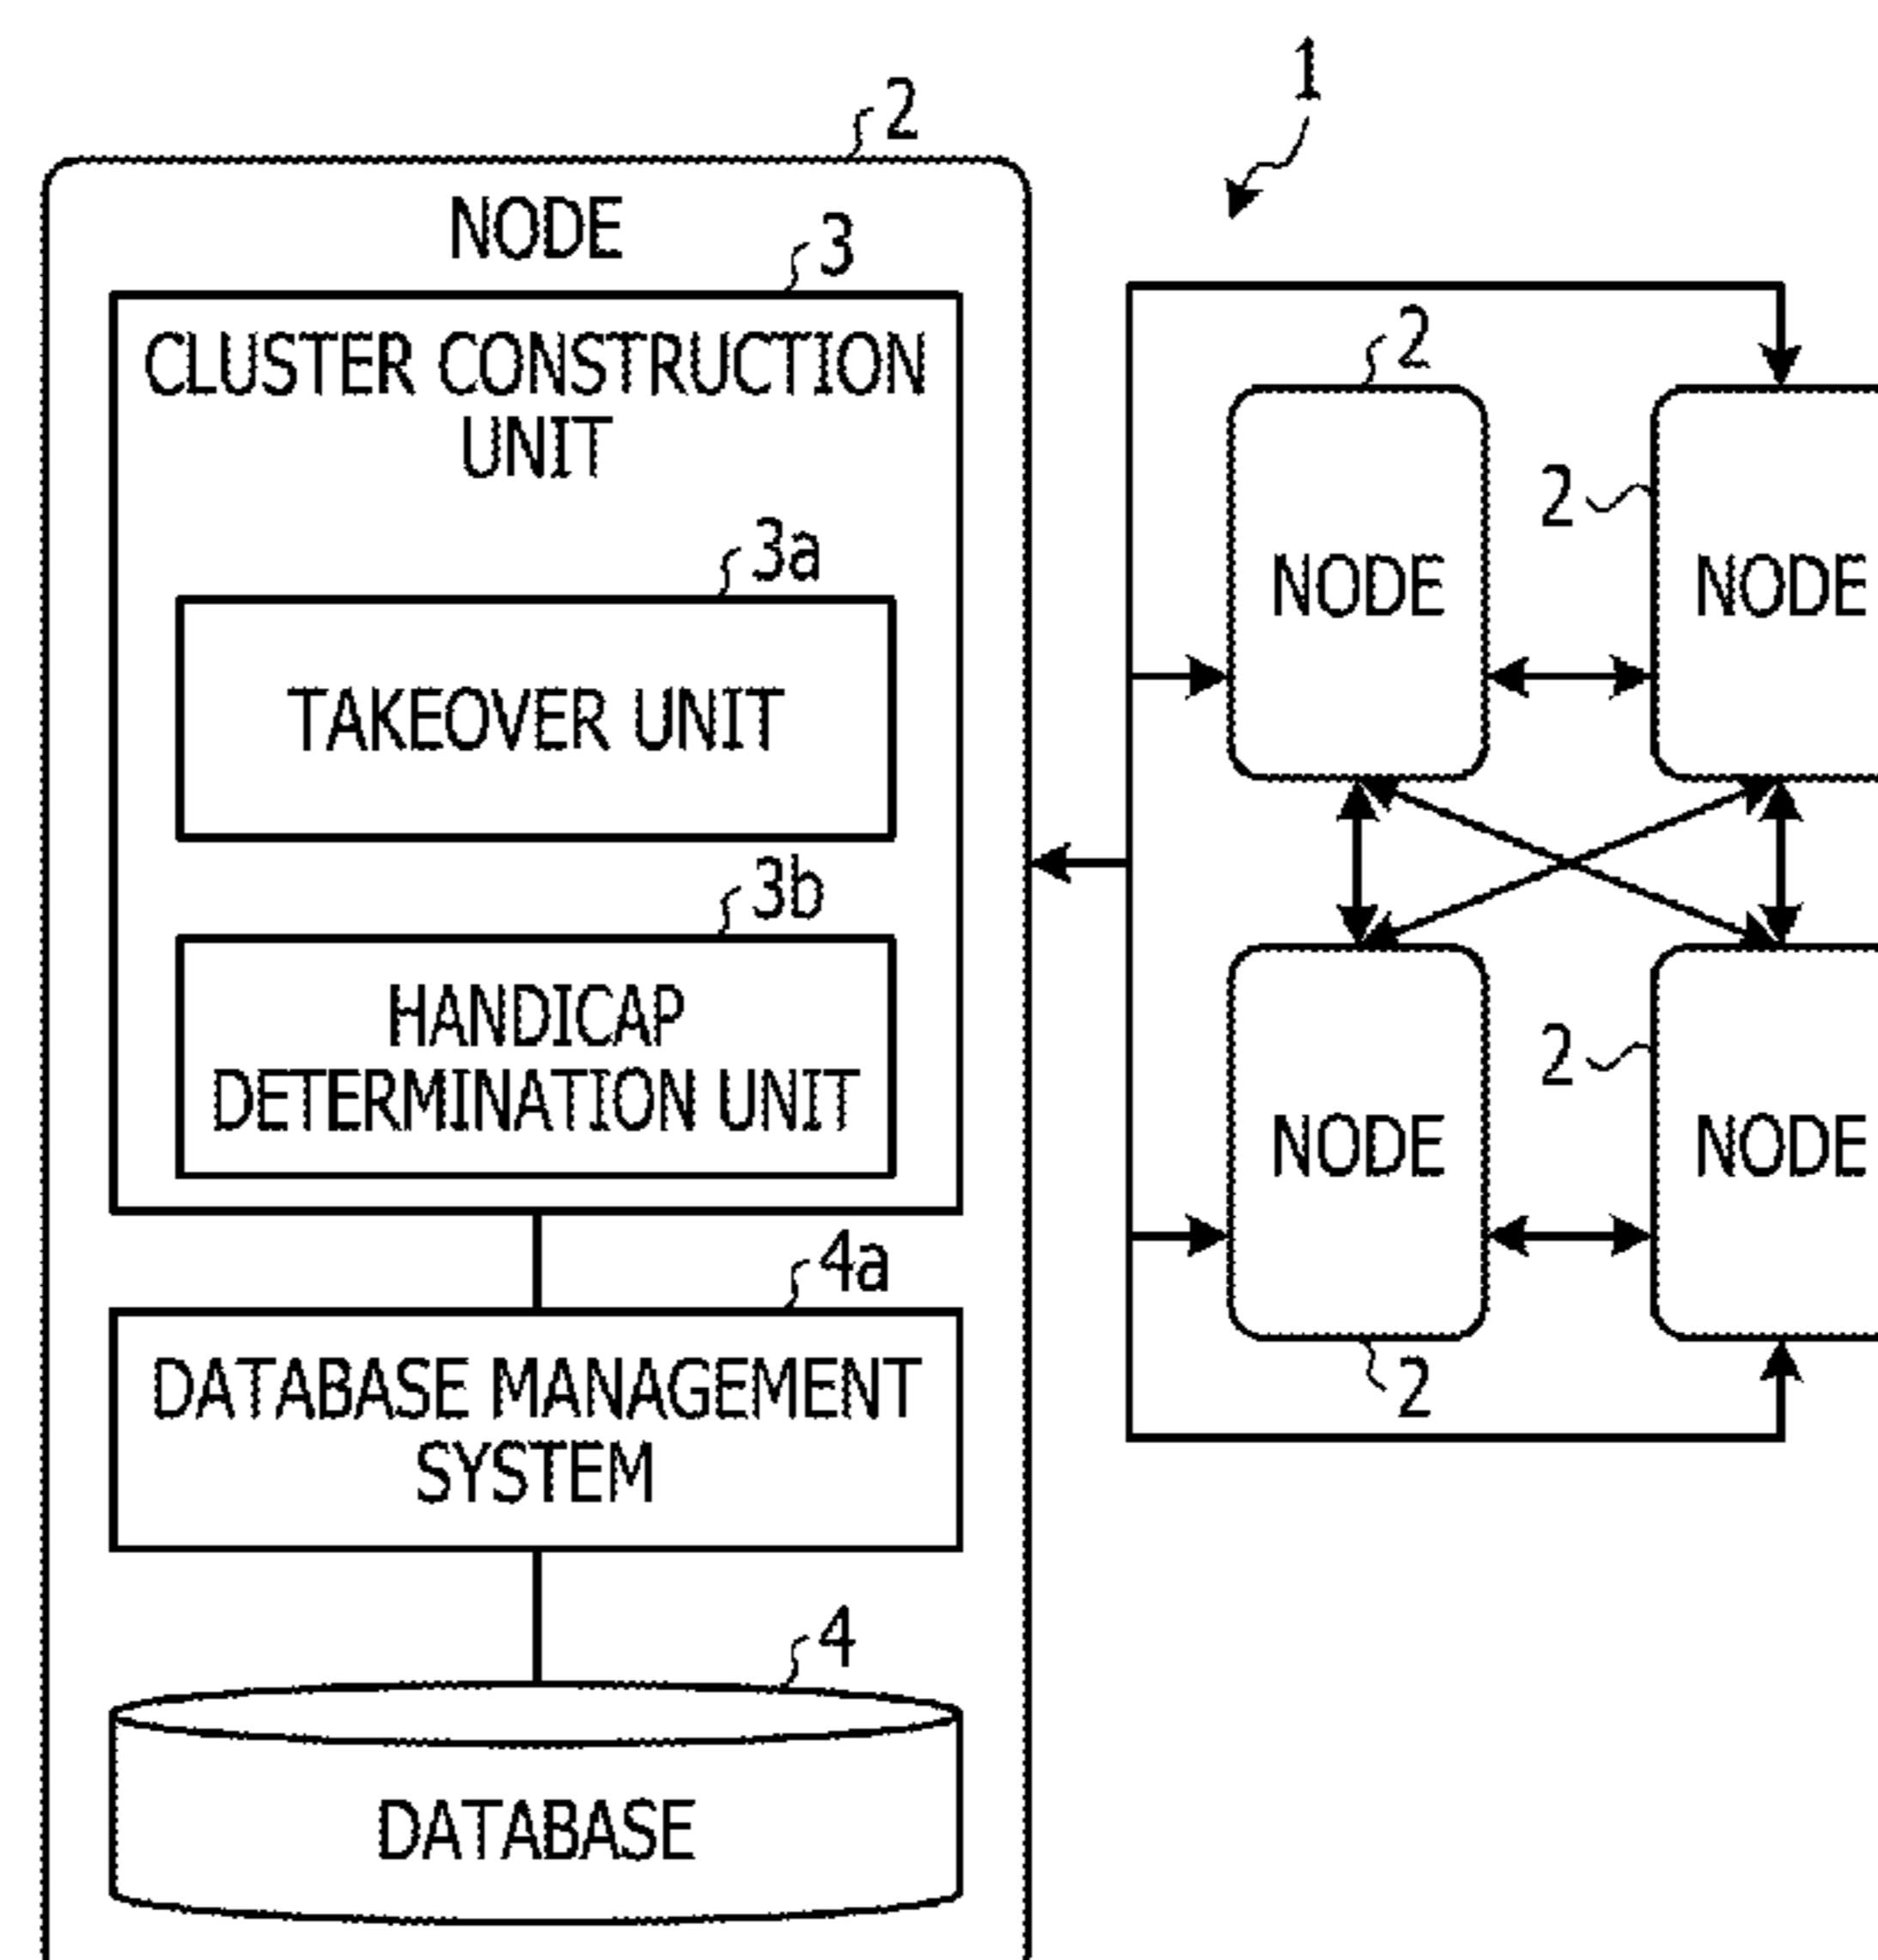 1
2
NODE
3
CLUSTER CONSTRUCTION
UNIT
3a
TAKEOVER UNIT
3b
HANDICAP
DETERMINATION UNIT
4a
DATABASE MANAGEMENT
SYSTEM
4
DATABASE
2
NODE
2
NODE
NODE
2
2
NODE